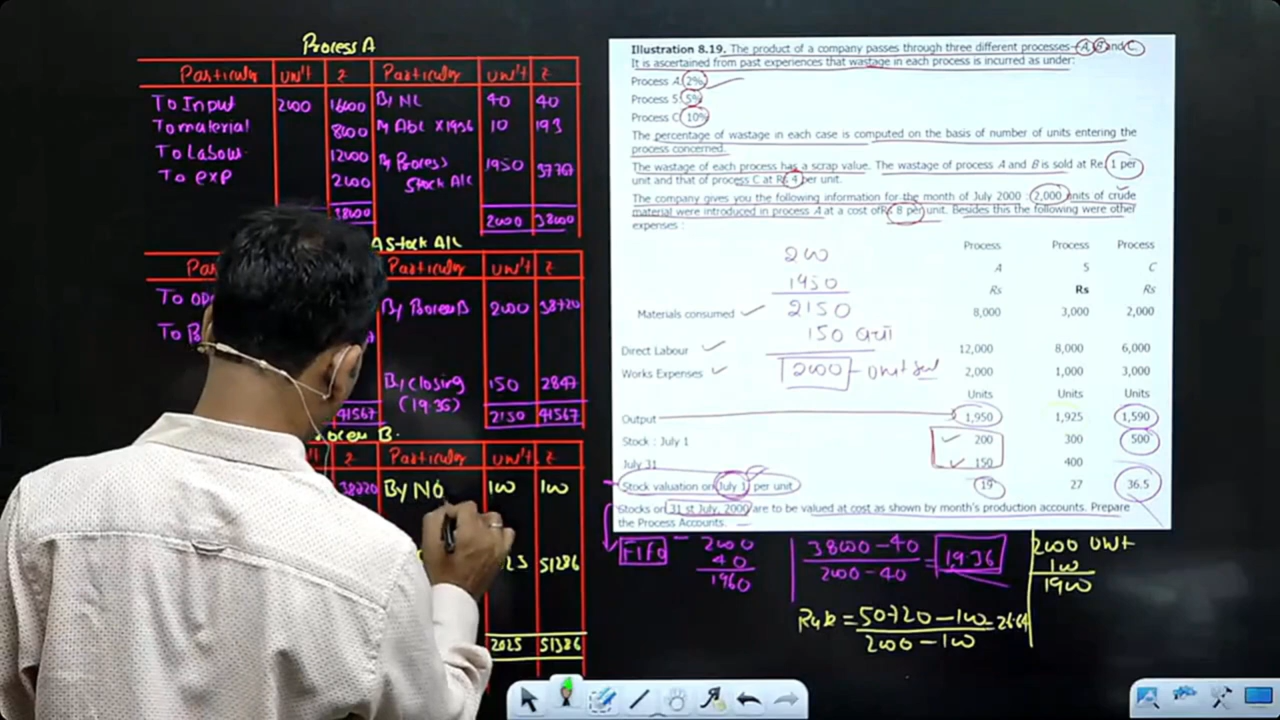 Process A
Particular Unit ₹ Particular Unit ₹
To Input 2000 16000 By NL 40 40
To material 8000 By Abl 10 193
To Labour 12000 By Process 1950 37767
To exp 2000 Stock A/c
38000 2000 38000
A Stock A/C
Particular Unit ₹
By Process B 2000 38720
By Closing 150 2847
(19.36)
41567 2150 41567
Process B.
₹ Particular Unit ₹
38720 By No 100 100
51286
2025 51386
Illustration 8.19. The product of a company passes through three different processes—A, B and C.
It is ascertained from past experiences that wastage in each process is incurred as under:
Process A 2%
Process 5: 5%
Process C 10%
The percentage of wastage in each case is computed on the basis of number of units entering the
process concerned.
The wastage of each process has a scrap value. The wastage of process A and B is sold at Re. 1 per
unit and that of process C at Rs 4 per unit.
The company gives you the following information for the month of July 2000 : 2,000 units of crude
material were introduced in process A at a cost of Rs 8 per unit. Besides this the following were other
expenses :
Process Process Process
A 5 C
Rs Rs Rs
Materials consumed 8,000 3,000 2,000
Direct Labour 12,000 8,000 6,000
Works Expenses 2,000 1,000 3,000
Units Units Units
Output 1,950 1,925 1,590
Stock : July 1 200 300 500
July 31 150 400
Stock valuation on July 1 per unit 19 27 36.5
Stocks on 31 st July, 2000 are to be valued at cost as shown by month's production accounts. Prepare
the Process Accounts.
200
1950
2150
150
2000 - Unit
FIFO
2000
40
1960
38000-40
200-40
= 19.36
2000 Unit
100
1900
= 50720-100
2000-100